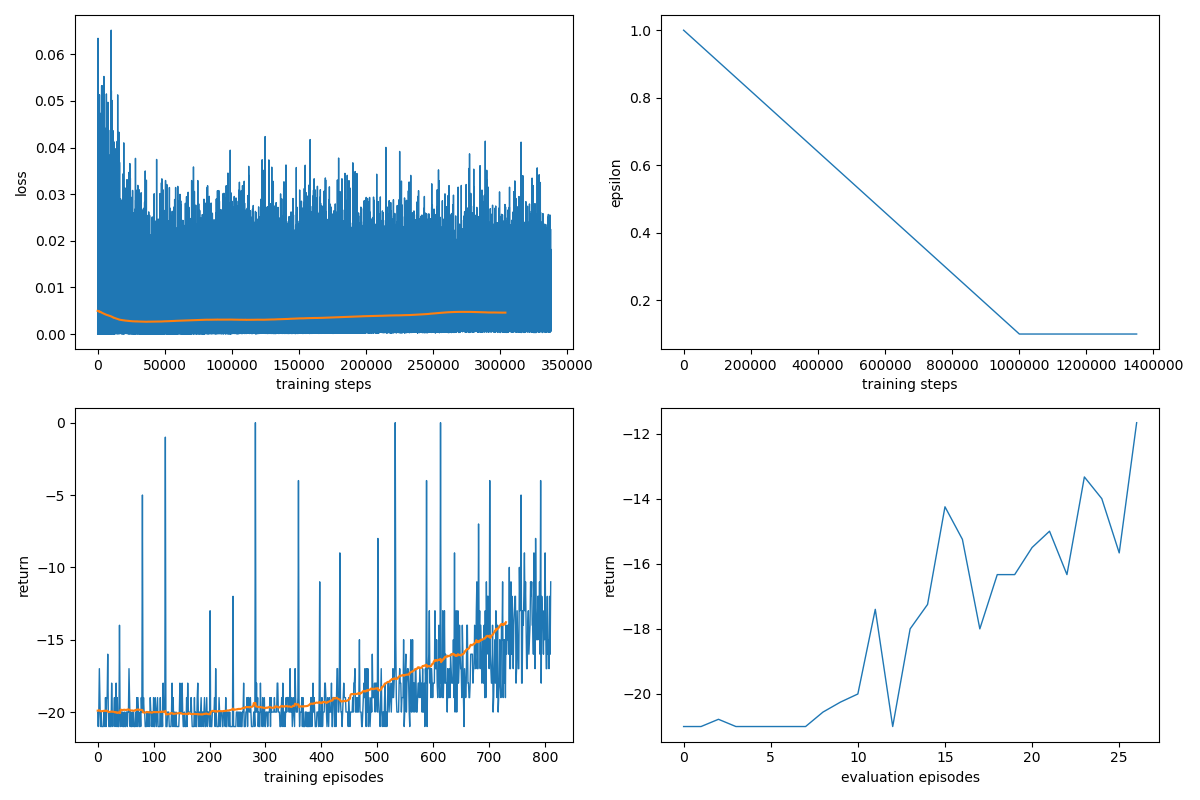 0.06
0.05
0.04
0.03
0.02
0.01
0.00
loss
0 50000 100000 150000 200000 250000 300000 350000
training steps
1.0
0.8
0.6
0.4
0.2
epsilon
0 200000 400000 600000 800000 1000000 1200000 1400000
training steps
0
−5
−10
−15
−20
return
0 100 200 300 400 500 600 700 800
training episodes
−12
−14
−16
−18
−20
return
0 5 10 15 20 25
evaluation episodes